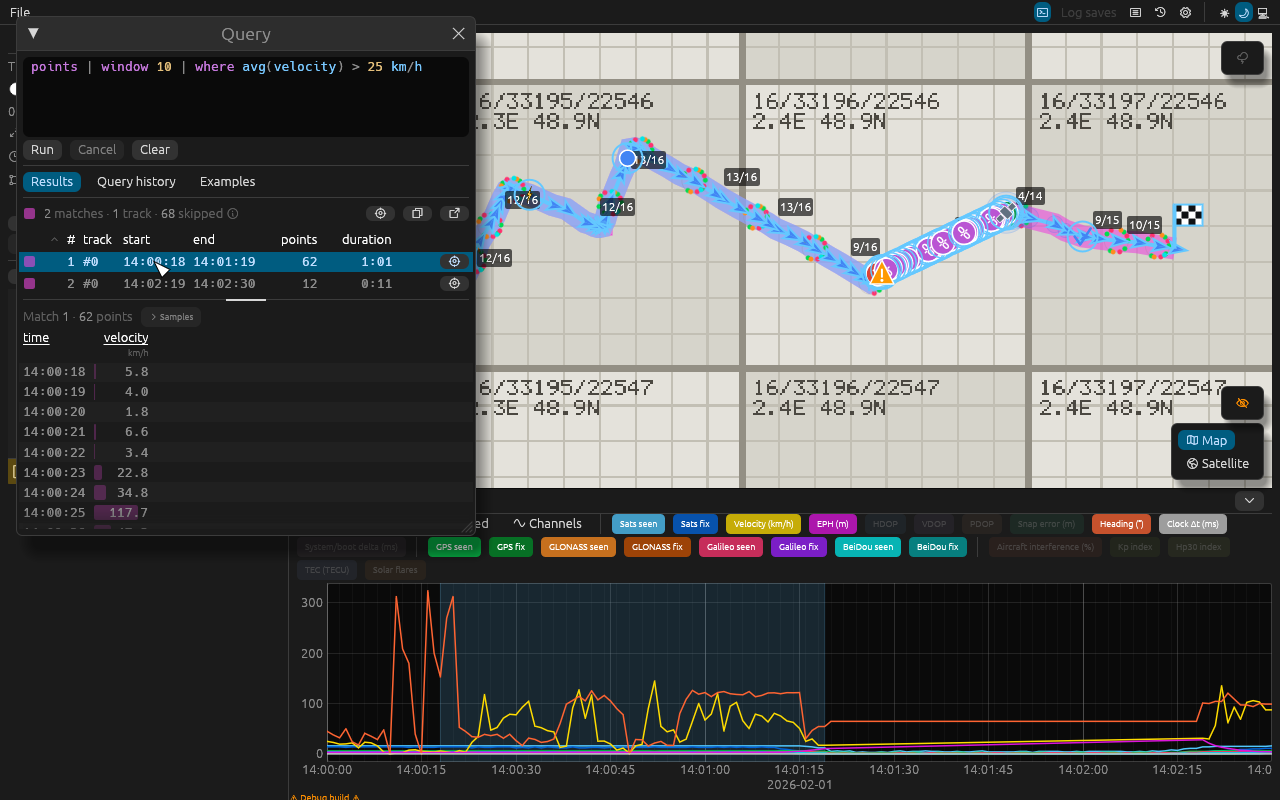 File
Log saves
Query
points | window 10 | where avg(velocity) > 25 km/h
Run Cancel Clear
Results Query history Examples
2 matches · 1 track · 68 skipped
# track start end points duration
1 #0 14:00:18 14:01:19 62 1:01
2 #0 14:02:19 14:02:30 12 0:11
Match 1 · 62 points > Samples
time velocity
km/h
14:00:18 5.8
14:00:19 4.0
14:00:20 1.8
14:00:21 6.6
14:00:22 3.4
14:00:23 22.8
14:00:24 34.8
14:00:25 117.7
6/33195/22546
2.3E 48.9N
16/33196/22546
2.4E 48.9N
16/33197/22546
2.4E 48.9N
12/16
12/16
12/16
13/16
13/16
13/16
9/16
4/14
9/15
10/15
6/33195/22547
2.3E 48.9N
16/33196/22547
2.4E 48.9N
16/33197/22547
2.4E 48.9N
Map
Satellite
Channels Sats seen Sats fix Velocity (km/h) EPH (m) HDOP VDOP PDOP Snap error (m) Heading (°) Clock Δt (ms)
System/boot delta (ms) GPS seen GPS fix GLONASS seen GLONASS fix Galileo seen Galileo fix BeiDou seen BeiDou fix Aircraft interference (%) Kp index Hp30 index
TEC (TECU) Solar flares
300
200
100
0
14:00:00 14:00:15 14:00:30 14:00:45 14:01:00 14:01:15 14:01:30 14:01:45 14:02:00 14:02:15
2026-02-01
⚠ Debug build ⚠